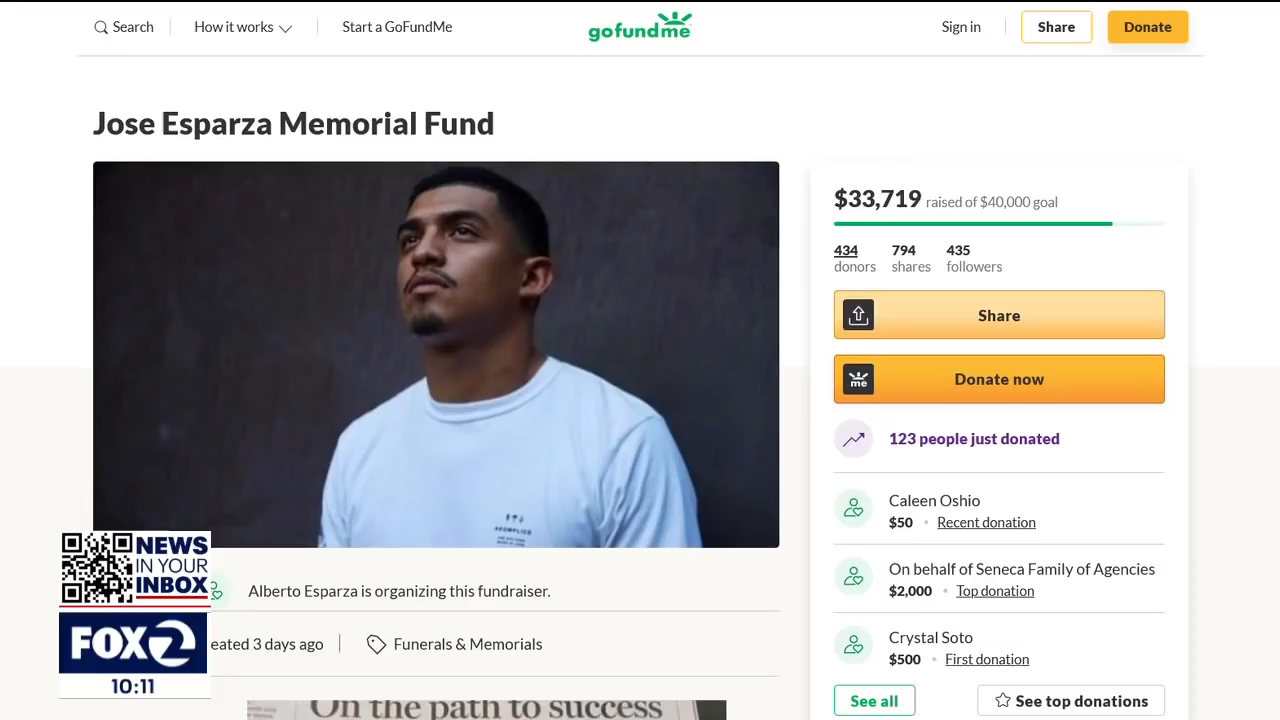 Search
How it works
Start a GoFundMe
gofundme
Sign in
Share
Donate
Jose Esparza Memorial Fund
$33,719 raised of $40,000 goal
434 donors
794 shares
435 followers
Share
me
Donate now
123 people just donated
Caleen Oshio
$50 • Recent donation
On behalf of Seneca Family of Agencies
$2,000 • Top donation
Crystal Soto
$500 • First donation
See all
See top donations
ACOMPLICE
Alberto Esparza is organizing this fundraiser.
eated 3 days ago
Funerals & Memorials
On the path to success
NEWS
IN YOUR
INBOX
FOX 2
10:11